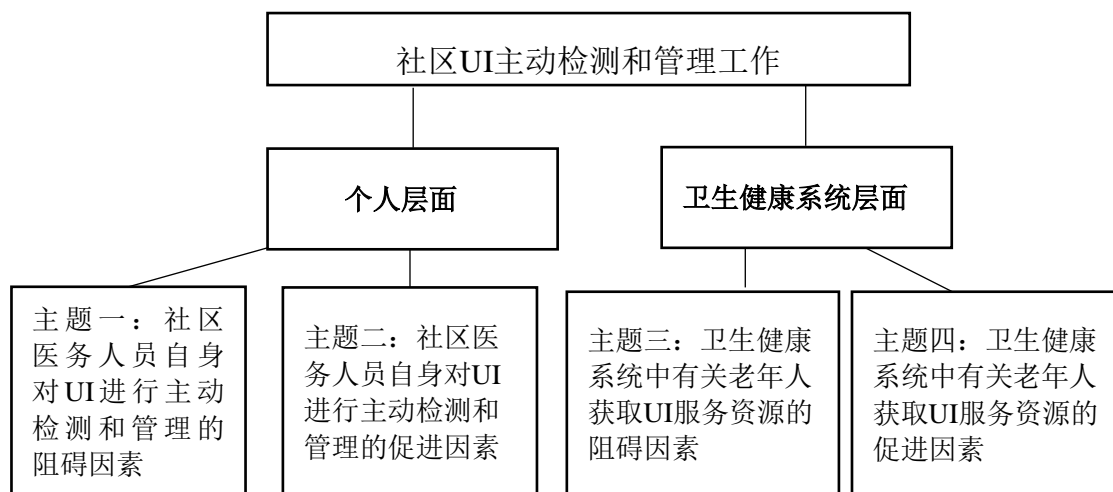 社区UI主动检测和管理工作
个人层面
卫生健康系统层面
主题一：社区
医务人员自身
对UI进行主动
检测和管理的
阻碍因素
主题二：社区医
务人员自身对UI
进行主动检测和
管理的促进因素
主题三：卫生健康
系统中有关老年人
获取UI服务资源的
阻碍因素
主题四：卫生健康
系统中有关老年人
获取UI服务资源的
促进因素